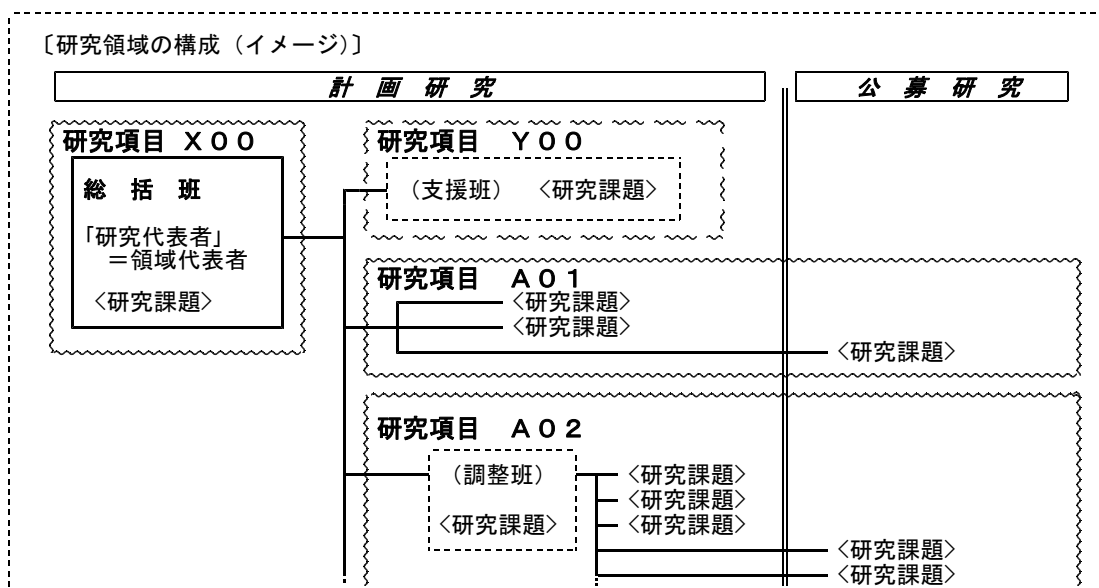 〔研究領域の構成（イメージ）〕
計画研究
公募研究
研究項目 Ｘ００
総括班
「研究代表者」
＝領域代表者
＜研究課題＞
研究項目 Ｙ００
（支援班） ＜研究課題＞
研究項目 Ａ０１
＜研究課題＞
＜研究課題＞
＜研究課題＞
研究項目 Ａ０２
（調整班）
＜研究課題＞
＜研究課題＞
＜研究課題＞
＜研究課題＞
＜研究課題＞
＜研究課題＞